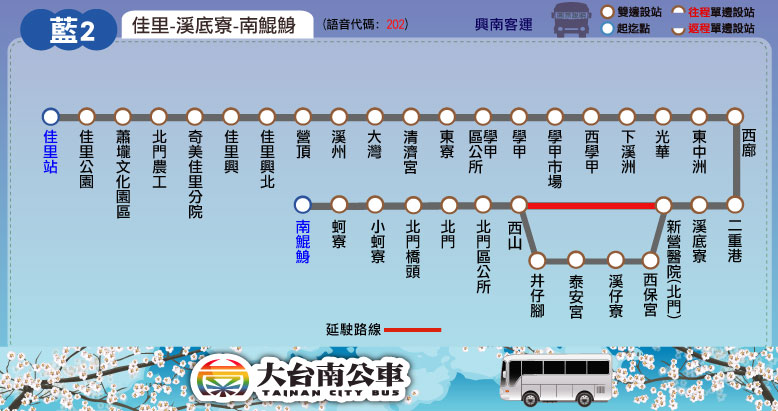 藍2
佳里-溪底寮-南鯤鯓
(語音代碼：202)
興南客運
雙邊設站
起迄點
往程單邊設站
返程單邊設站
佳里站
佳里公園
蕭壠文化園區
北門農工
奇美佳里分院
佳里興
佳里興北
營頂
溪州
大灣
清濟宮
東寮
學甲
區公所
學甲
學甲市場
西學甲
下溪洲
光華
東中洲
西廍
二重港
溪底寮
新營醫院(北門)
西保宮
溪仔寮
泰安宮
井仔腳
西山
北門區公所
北門
北門橋頭
小蚵寮
蚵寮
南鯤鯓
延駛路線
大台南公車
TAINAN CITY BUS